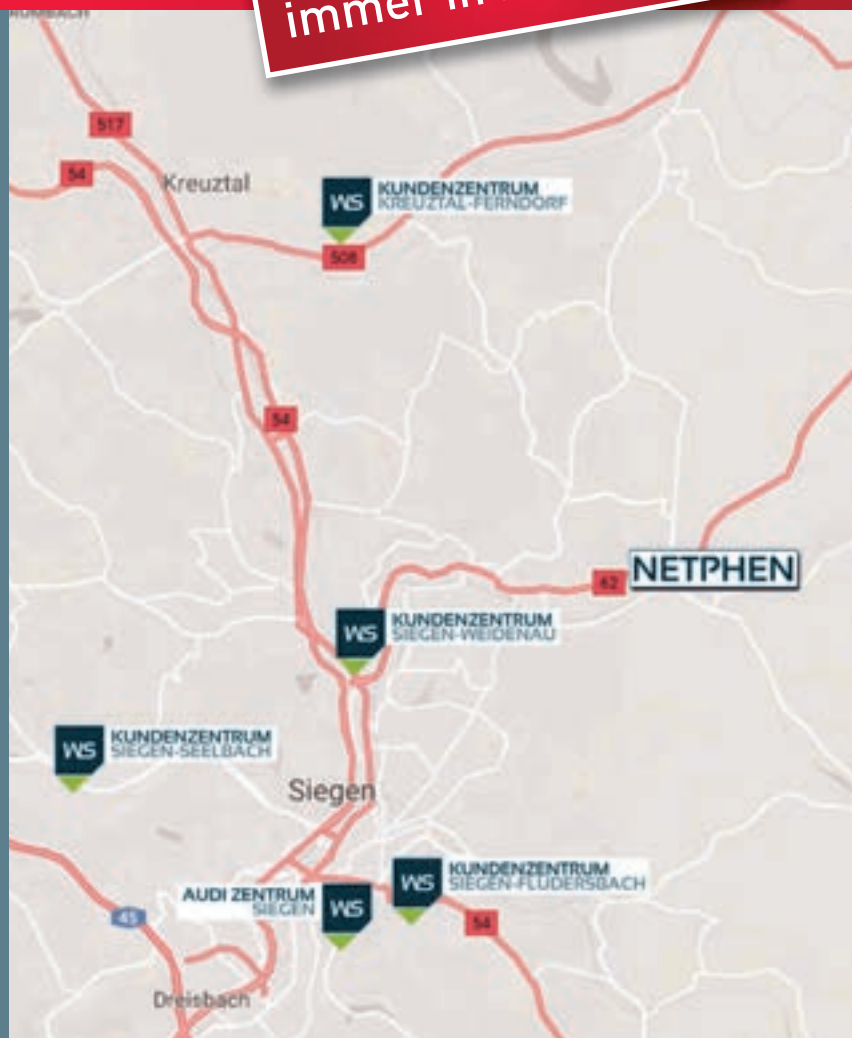 immer in
517
54
Kreuztal
WS
KUNDENZENTRUM
KREUZTAL-FERNDORF
508
54
62
NETPHEN
WS
KUNDENZENTRUM
SIEGEN-WEIDENAU
WS
KUNDENZENTRUM
SIEGEN-SEELBACH
Siegen
WS
KUNDENZENTRUM
SIEGEN-FLUDERSBACH
AUDI ZENTRUM
SIEGEN
WS
45
54
Dreisbach